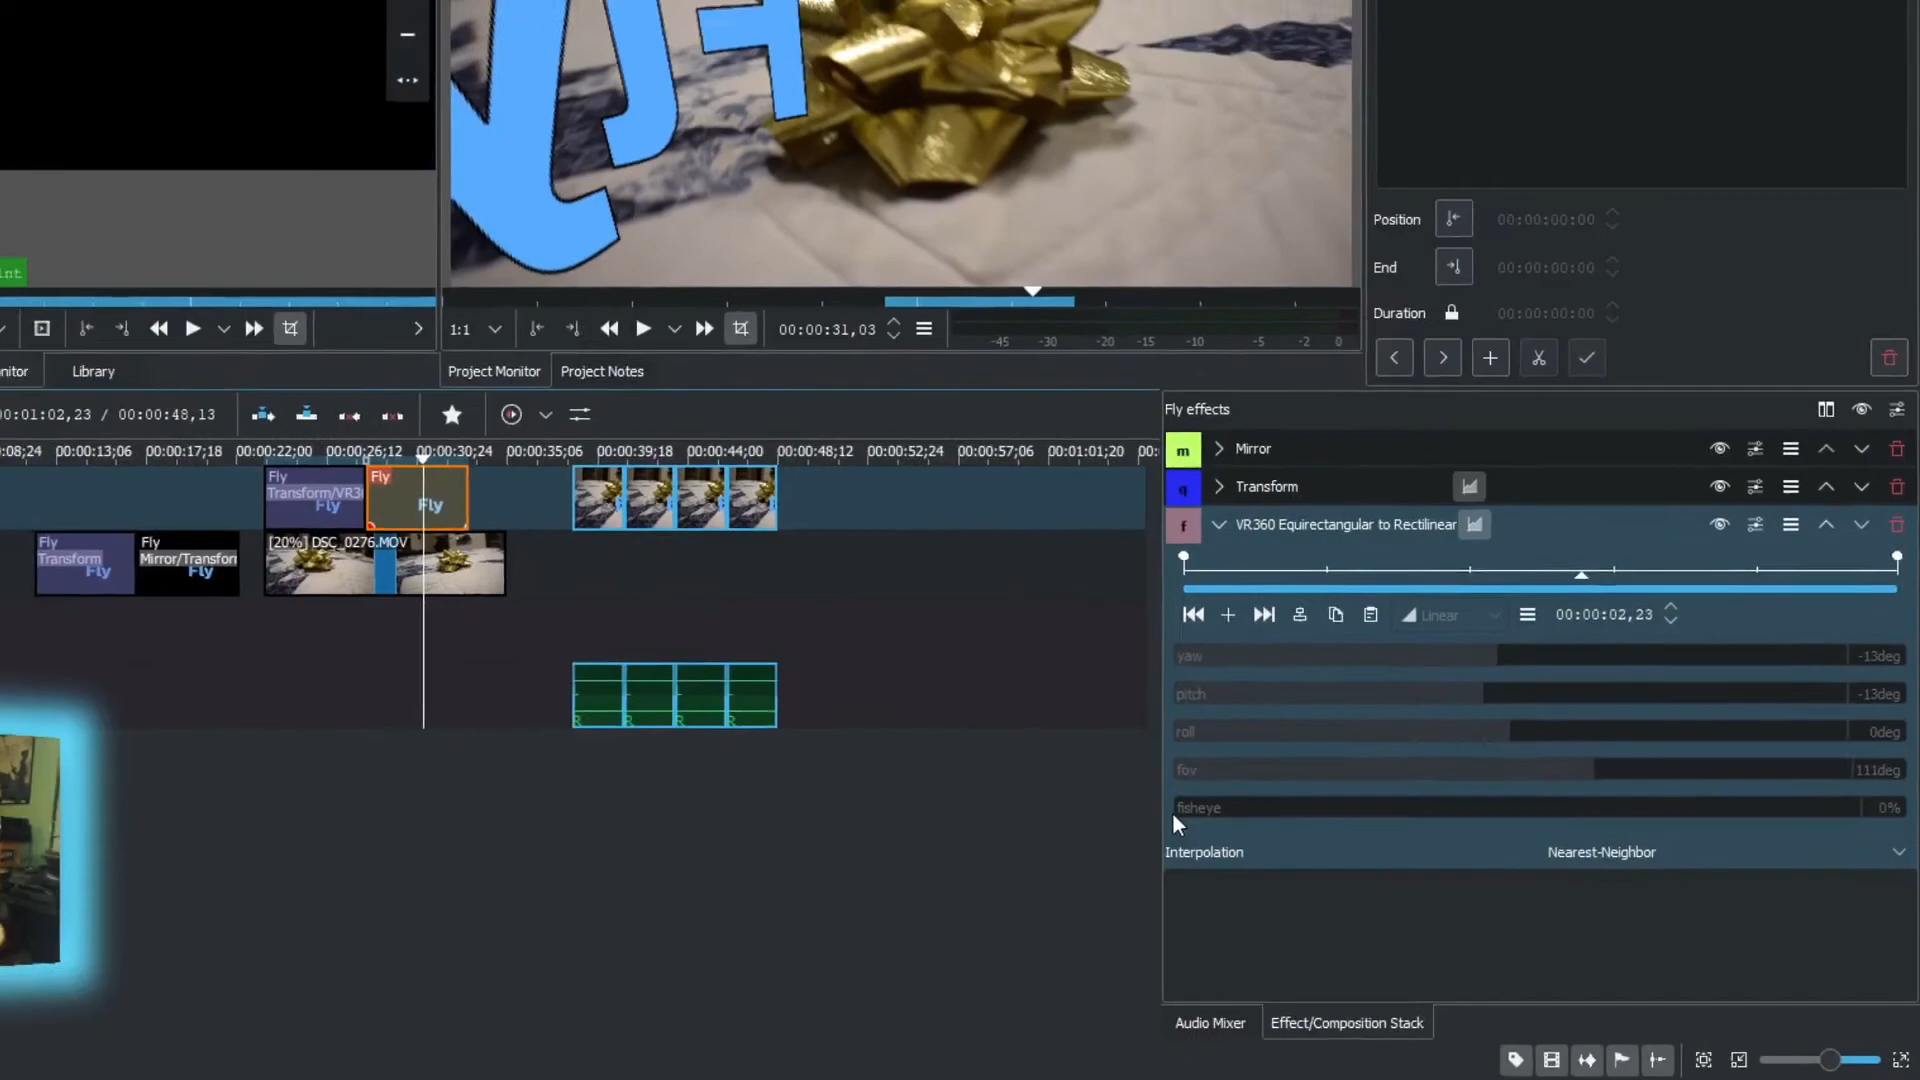 int
Position
00:00:00:00
End
00:00:00:00
Duration
00:00:00:00
1:1
00:00:31,03
-45 -30 -20 -15 -10 -5 -2 0
nitor
Library
Project Monitor
Project Notes
0:01:02,23 / 00:00:48,13
:08;24 00:00:13;06 00:00:17;18 00:00:22;00 00:00:26;12 00:00:30;24 00:00:35;06 00:00:39;18 00:00:44;00 00:00:48;12 00:00:52;24 00:00:57;06 00:01:01;20 00:
Fly
Transform/VR3
Fly
Fly
Fly
Fly
Transform
Fly
Fly
Mirror/Transfor
Fly
[20%] DSC_0276.MOV
R R R R
Fly effects
m Mirror
q Transform
f VR360 Equirectangular to Rectilinear
Linear
00:00:02,23
yaw -13deg
pitch -13deg
roll 0deg
fov 111deg
fisheye 0%
Interpolation Nearest-Neighbor
Audio Mixer
Effect/Composition Stack